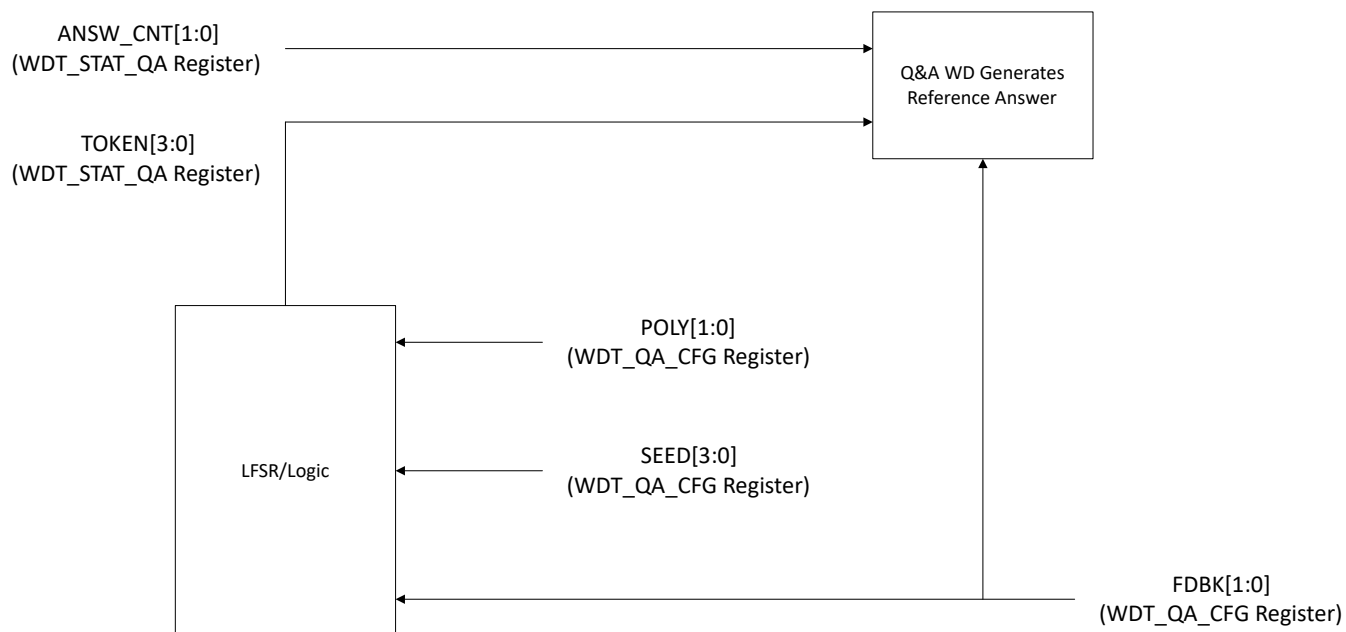 ANSW_CNT[1:0]
(WDT_STAT_QA Register)
Q&A WD Generates
Reference Answer
TOKEN[3:0]
(WDT_STAT_QA Register)
POLY[1:0]
(WDT_QA_CFG Register)
LFSR/Logic
SEED[3:0]
(WDT_QA_CFG Register)
FDBK[1:0]
(WDT_QA_CFG Register)